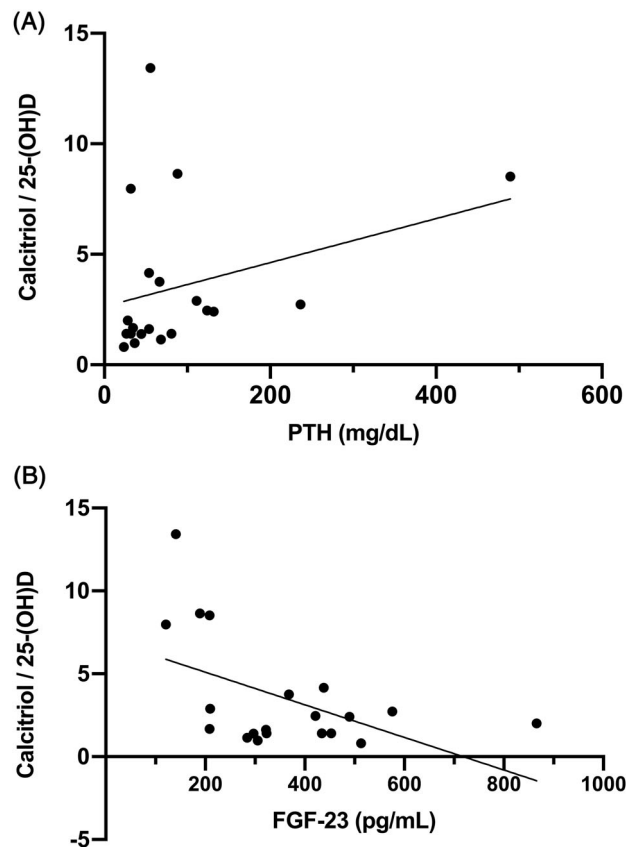 (A)
15
10
5
0
Calcitriol / 25-(OH)D
0 200 400 600
PTH (mg/dL)
(B)
15
10
5
0
-5
Calcitriol / 25-(OH)D
200 400 600 800 1000
FGF-23 (pg/mL)